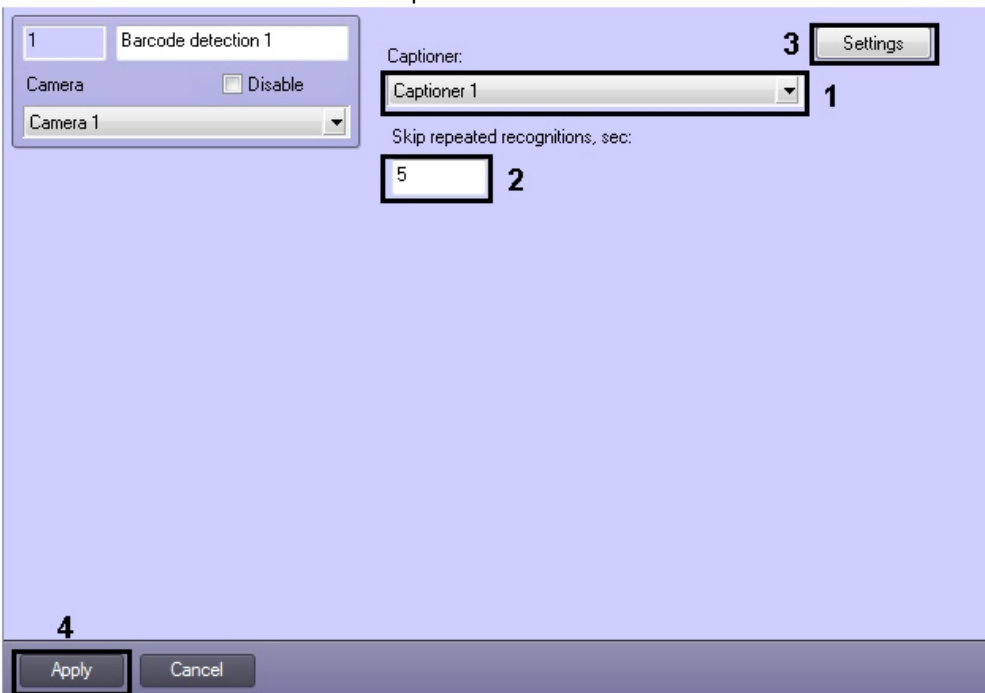 1
Barcode detection 1
Camera
Disable
Camera 1
Captioner:
3
Settings
Captioner 1
1
Skip repeated recognitions, sec:
5
2
4
Apply
Cancel